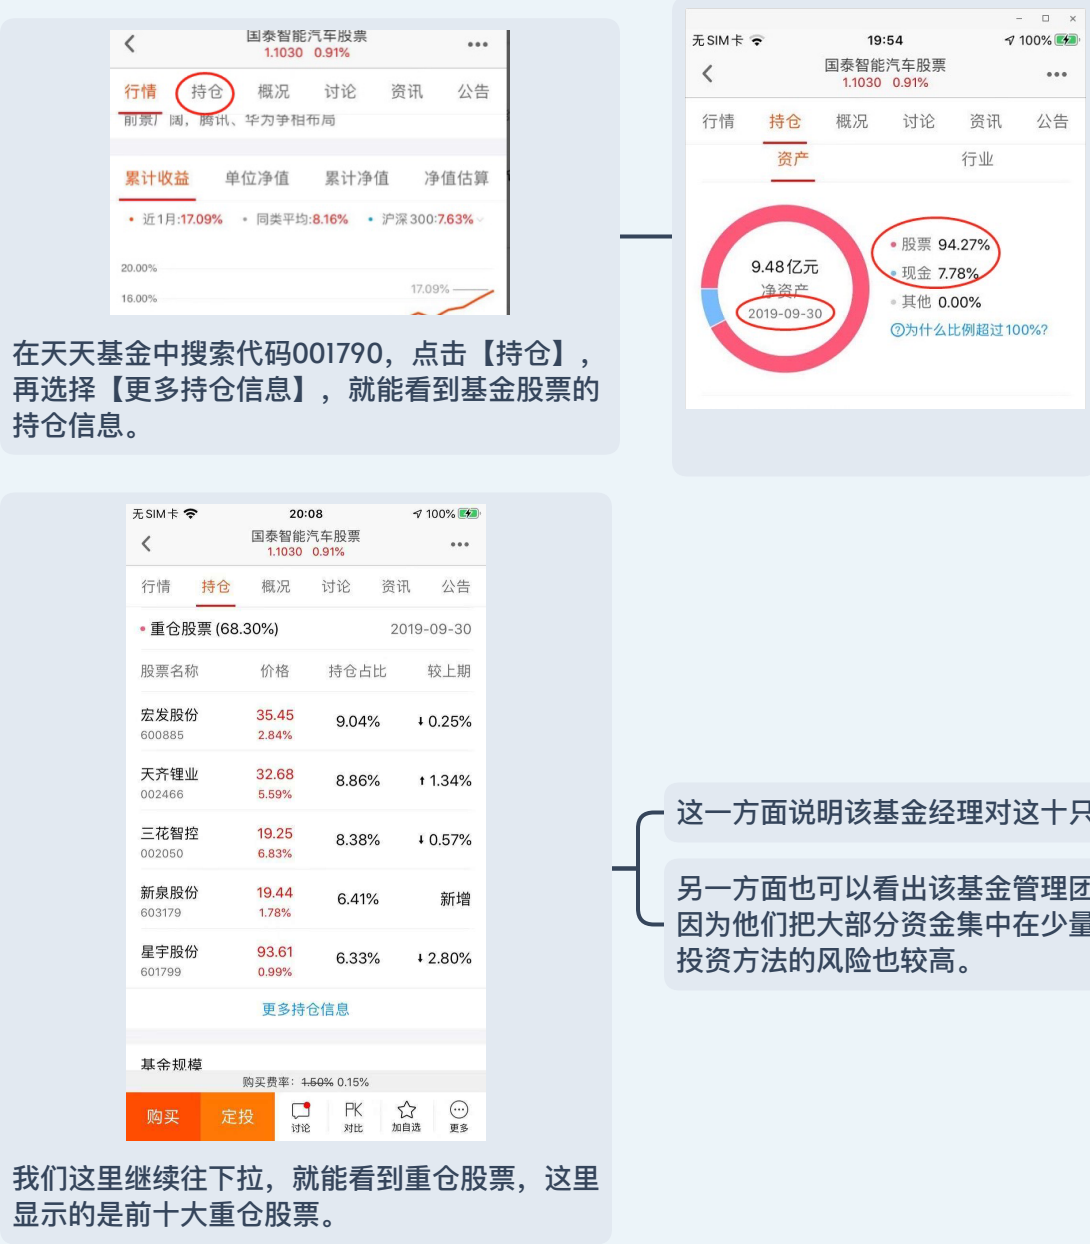 国泰智能汽车股票
1.1030 0.91%
行情 持仓 概况 讨论 资讯 公告
前景广阔，腾讯、华为争相布局
累计收益 单位净值 累计净值 净值估算
近1月:17.09% 同类平均:8.16% 沪深300:7.63%
20.00%
17.09%
16.00%
在天天基金中搜索代码001790，点击【持仓】，
再选择【更多持仓信息】，就能看到基金股票的
持仓信息。
无SIM卡 19:54 100%
国泰智能汽车股票
1.1030 0.91%
行情 持仓 概况 讨论 资讯 公告
资产 行业
9.48亿元
净资产
2019-09-30
股票 94.27%
现金 7.78%
其他 0.00%
?为什么比例超过100%?
无SIM卡 20:08 100%
国泰智能汽车股票
1.1030 0.91%
行情 持仓 概况 讨论 资讯 公告
重仓股票(68.30%) 2019-09-30
股票名称 价格 持仓占比 较上期
宏发股份 35.45 9.04% ↓0.25%
600885 2.84%
天齐锂业 32.68 8.86% ↑1.34%
002466 5.59%
三花智控 19.25 8.38% ↓0.57%
002050 6.83%
新泉股份 19.44 6.41% 新增
603179 1.78%
星宇股份 93.61 6.33% ↓2.80%
601799 0.99%
更多持仓信息
基金规模
购买费率：1.50% 0.15%
购买 定投 讨论 PK 对比 加自选 更多
我们这里继续往下拉，就能看到重仓股票，这里
显示的是前十大重仓股票。
这一方面说明该基金经理对这十只
另一方面也可以看出该基金管理团
因为他们把大部分资金集中在少量
投资方法的风险也较高。